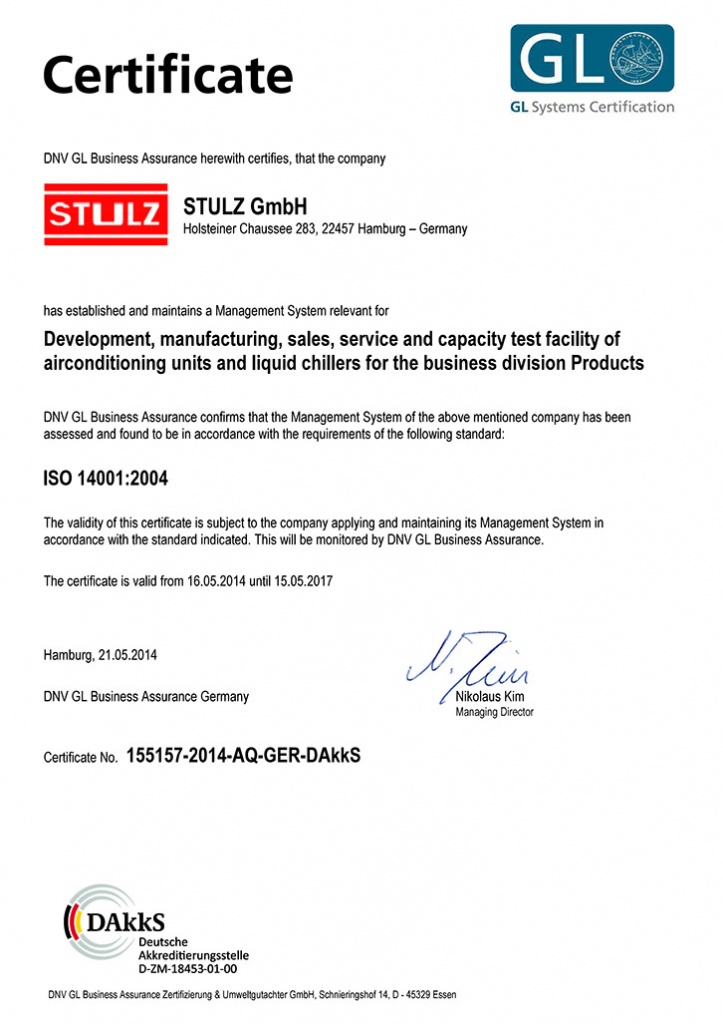 Certificate
GL
GL Systems Certification
DNV GL Business Assurance herewith certifies, that the company
STULZ
STULZ GmbH
Holsteiner Chaussee 283, 22457 Hamburg – Germany
has established and maintains a Management System relevant for
Development, manufacturing, sales, service and capacity test facility of
airconditioning units and liquid chillers for the business division Products
DNV GL Business Assurance confirms that the Management System of the above mentioned company has been
assessed and found to be in accordance with the requirements of the following standard:
ISO 14001:2004
The validity of this certificate is subject to the company applying and maintaining its Management System in
accordance with the standard indicated. This will be monitored by DNV GL Business Assurance.
The certificate is valid from 16.05.2014 until 15.05.2017
Hamburg, 21.05.2014
N. Kim
DNV GL Business Assurance Germany
Nikolaus Kim
Managing Director
Certificate No. 155157-2014-AQ-GER-DAkkS
DAkkS
Deutsche
Akkreditierungsstelle
D-ZM-18453-01-00
DNV GL Business Assurance Zertifizierung & Umweltgutachter GmbH, Schnieringshof 14, D - 45329 Essen